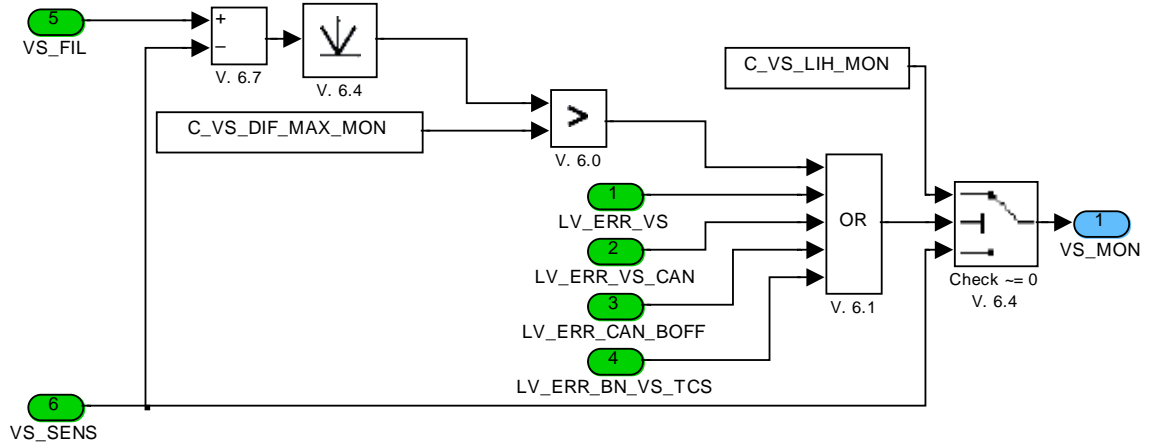 5
VS_FIL
+
−
V. 6.7
V. 6.4
C_VS_DIF_MAX_MON
>
V. 6.0
C_VS_LIH_MON
1
LV_ERR_VS
2
LV_ERR_VS_CAN
3
LV_ERR_CAN_BOFF
4
LV_ERR_BN_VS_TCS
OR
V. 6.1
Check ~= 0
V. 6.4
1
VS_MON
6
VS_SENS